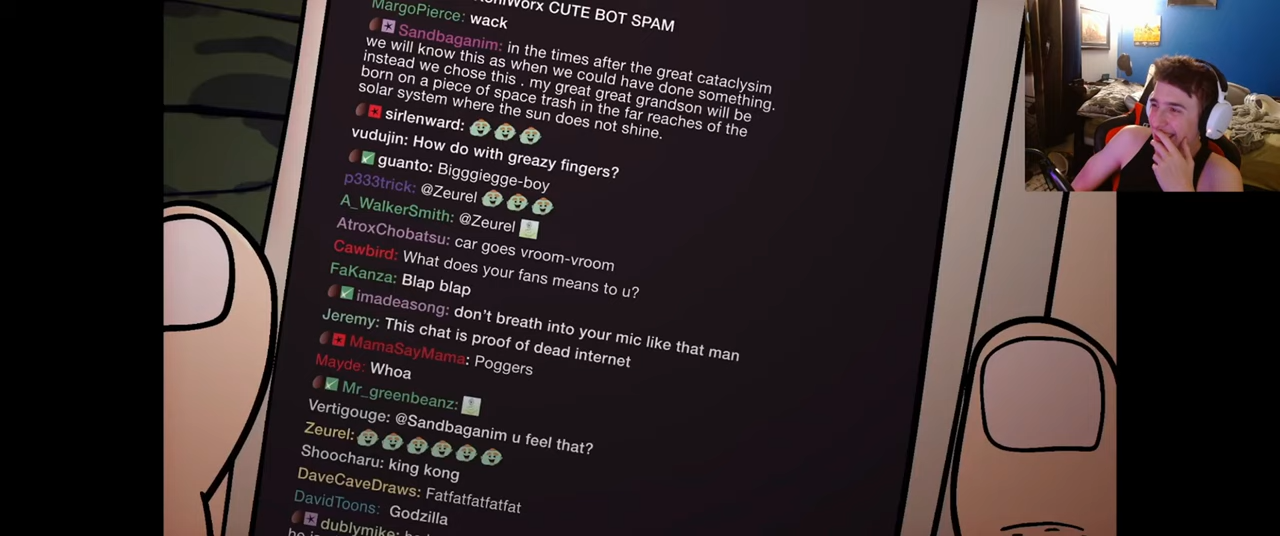 CUTE BOT SPAM
MargoPierce: wack
Sandbaganim: in the times after the great cataclysim
we will know this as when we could have done something.
instead we chose this . my great great grandson will be
born on a piece of space trash in the far reaches of the
solar system where the sun does not shine.
sirlenward:
vudujin: How do with greazy fingers?
guanto: Bigggiegge-boy
p333trick: @Zeurel
A_WalkerSmith: @Zeurel
AtroxChobatsu: car goes vroom-vroom
Cawbird: What does your fans means to u?
FaKanza: Blap blap
imadeasong: don't breath into your mic like that man
Jeremy: This chat is proof of dead internet
MamaSayMama: Poggers
Mayde: Whoa
Mr_greenbeanz:
Vertigouge: @Sandbaganim u feel that?
Zeurel:
Shoocharu: king kong
DaveCaveDraws: Fatfatfatfatfat
DavidToons: Godzilla
dublymike: